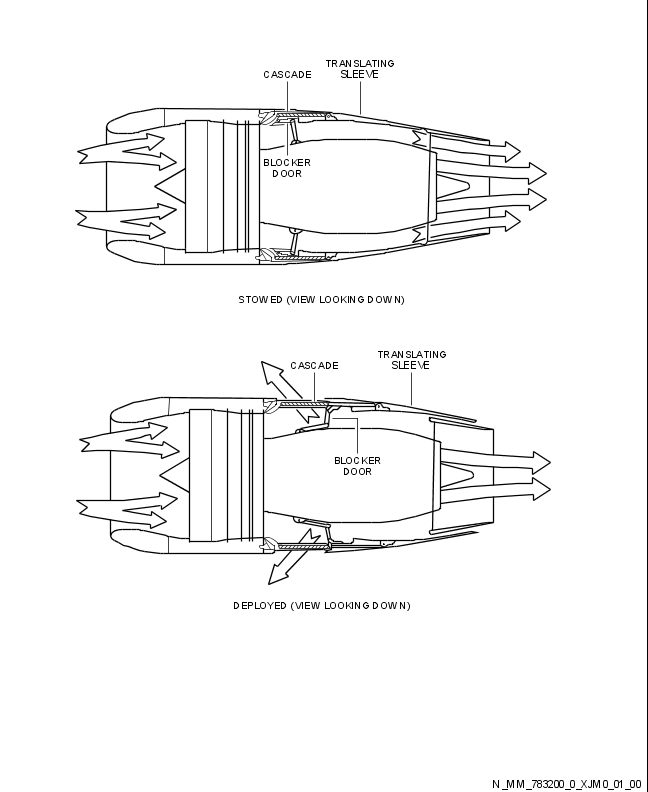 TRANSLATING
SLEEVE
CASCADE
BLOCKER
DOOR
STOWED (VIEW LOOKING DOWN)
TRANSLATING
SLEEVE
CASCADE
BLOCKER
DOOR
DEPLOYED (VIEW LOOKING DOWN)
N_MM_783200_0_XJM0_01_00